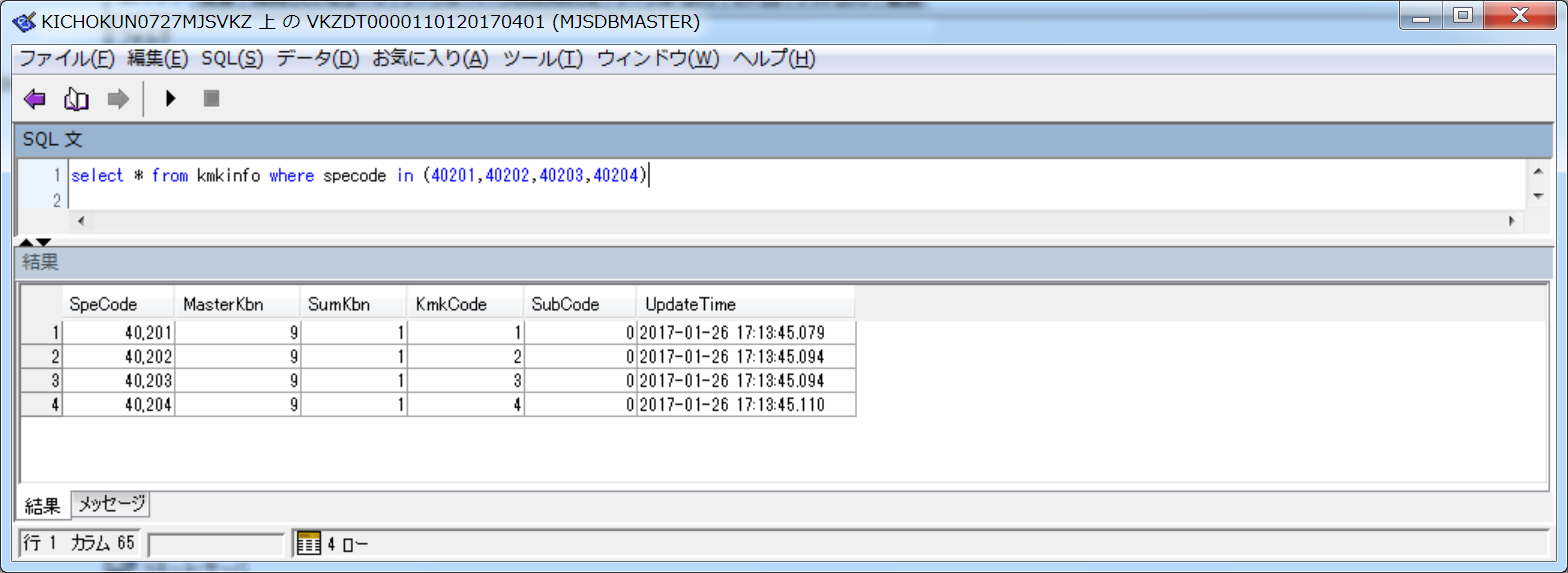 KICHOKUN0727MJSVKZ 上 の VKZDT0000110120170401 (MJSDBMASTER)
ファイル(F) 編集(E) SQL(S) データ(D) お気に入り(A) ツール(T) ウィンドウ(W) ヘルプ(H)
SQL 文
1 select * from kmkinfo where specode in (40201,40202,40203,40204)
2
結果
SpeCode MasterKbn SumKbn KmkCode SubCode UpdateTime
1 40,201 9 1 1 0 2017-01-26 17:13:45.079
2 40,202 9 1 2 0 2017-01-26 17:13:45.094
3 40,203 9 1 3 0 2017-01-26 17:13:45.094
4 40,204 9 1 4 0 2017-01-26 17:13:45.110
結果 メッセージ
行 1 カラム 65 4 ロー